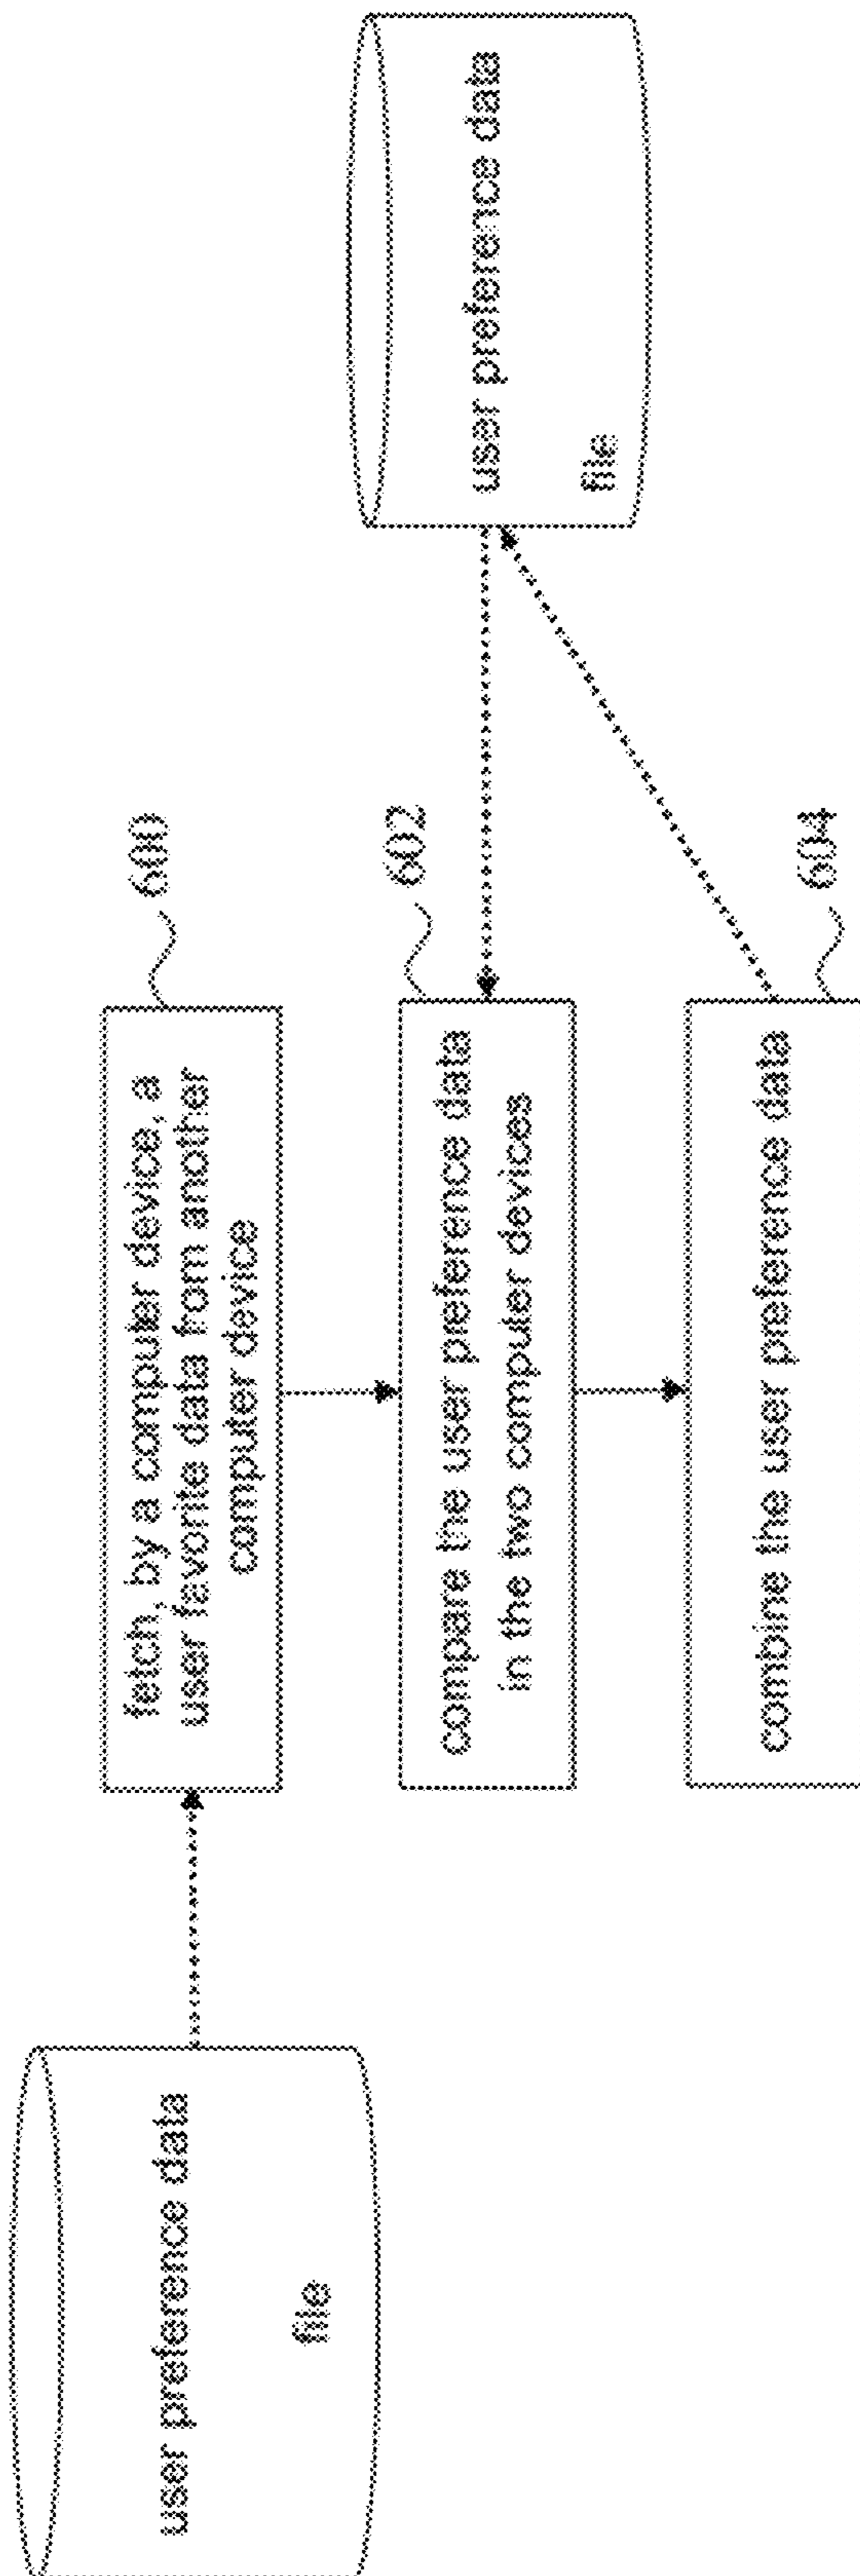 user preference data
file
fetch, by a computer device, a
user favorite data from another
computer device
600
compare the user preference data
in the two computer devices
602
combine the user preference data
604
user preference data
file